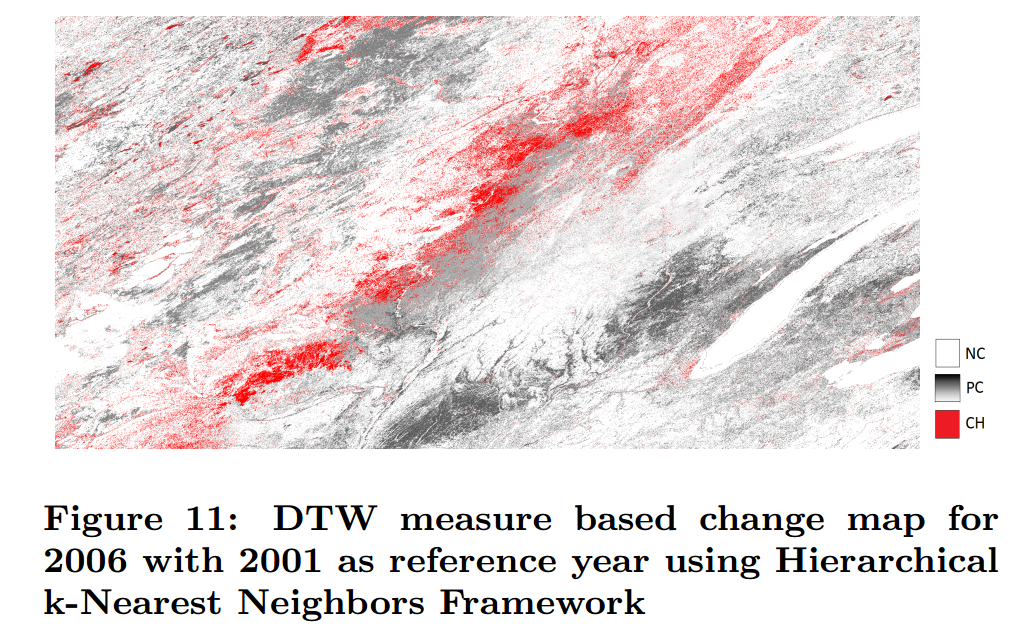 NC
PC
CH
Figure 11: DTW measure based change map for
2006 with 2001 as reference year using Hierarchical
k-Nearest Neighbors Framework